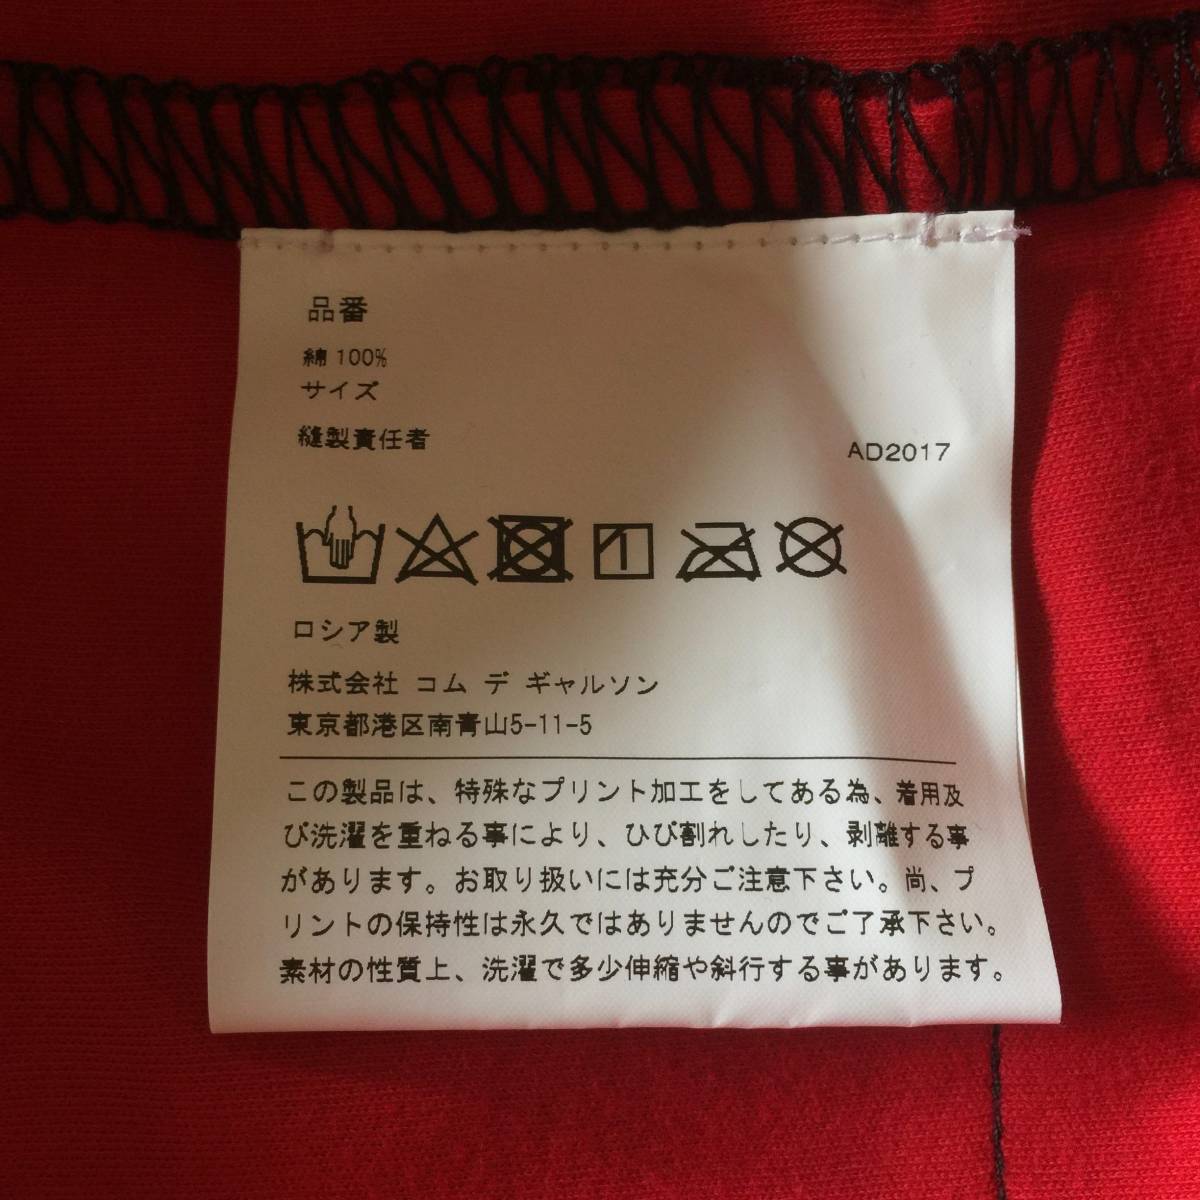 品番
綿 100%
サイズ
縫製責任者
AD2017
ロシア製
株式会社 コム デ ギャルソン
東京都港区南青山5-11-5
この製品は、特殊なプリント加工をしてある為、着用及
び洗濯を重ねる事により、ひび割れしたり、剥離する事
があります。お取り扱いには充分ご注意下さい。尚、プ
リントの保持性は永久ではありませんのでご了承下さい。
素材の性質上、洗濯で多少伸縮や斜行する事があります。